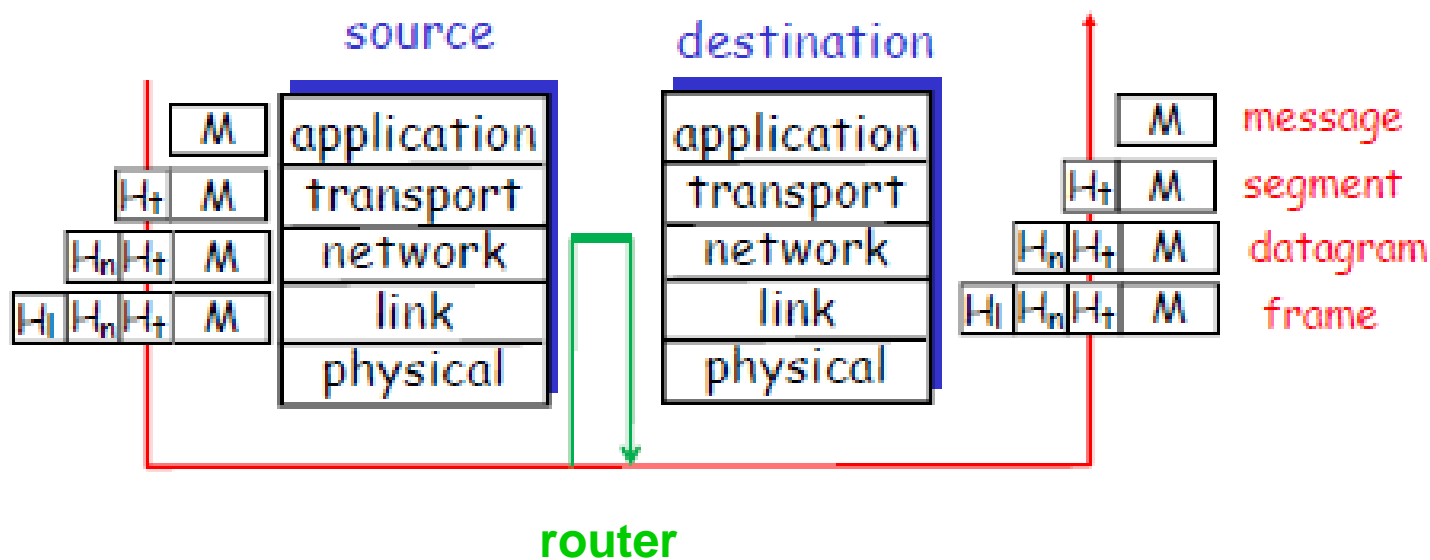 source destination
M application application M message
Ht M transport transport Ht M segment
Hn Ht M network network Hn Ht M datagram
Hl Hn Ht M link link Hl Hn Ht M frame
physical physical
router